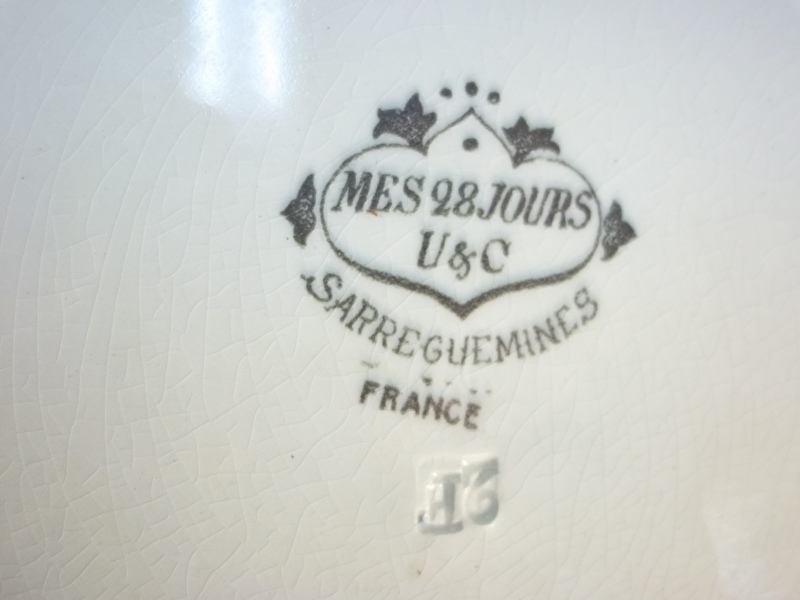 MES 28 JOURS
U&C
SARREGUEMINES
FRANCE